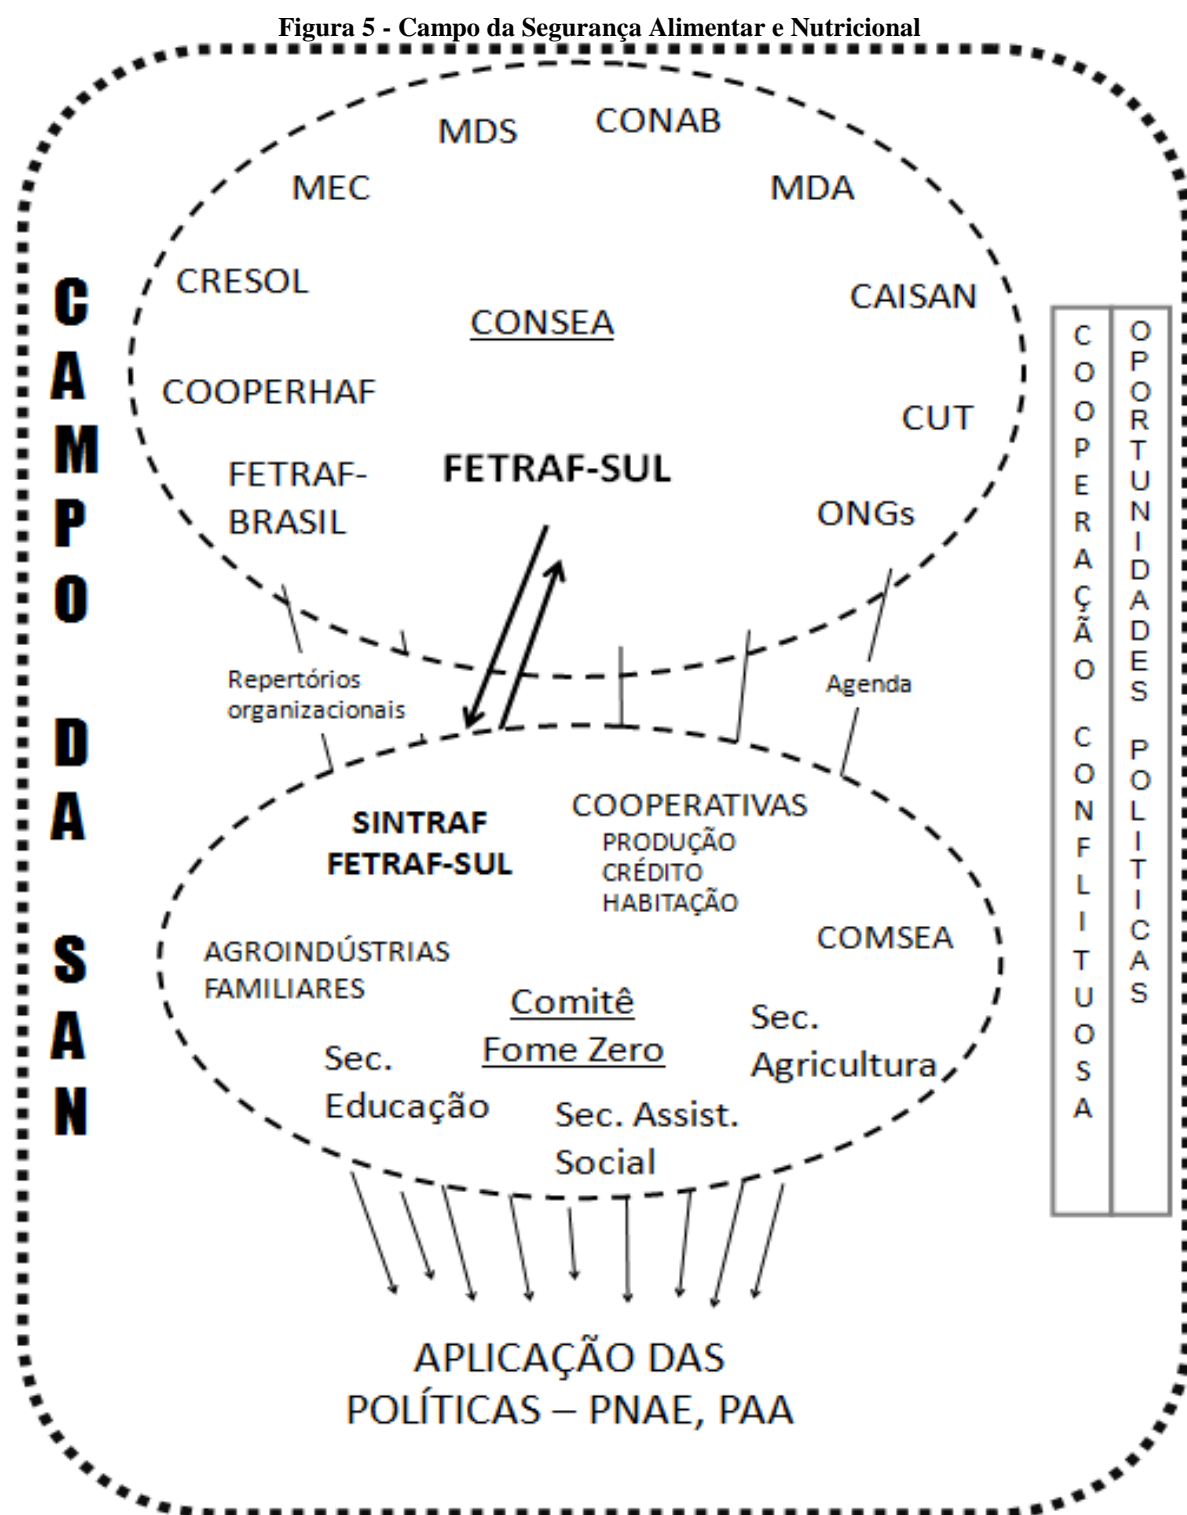 Figura 5 - Campo da Segurança Alimentar e Nutricional
MDS
CONAB
MEC
MDA
CRESOL
CAISAN
CONSEA
COOPERHAF
CUT
FETRAF-SUL
FETRAF-
BRASIL
ONGs
Repertórios
organizacionais
Agenda
SINTRAF
FETRAF-SUL
COOPERATIVAS
PRODUÇÃO
CRÉDITO
HABITAÇÃO
AGROINDÚSTRIAS
FAMILIARES
COMSEA
Comitê
Fome Zero
Sec.
Educação
Sec.
Agricultura
Sec. Assist.
Social
APLICAÇÃO DAS
POLÍTICAS – PNAE, PAA
CAMPO DA SAN
COOPERAÇÃO CONFLITUOSA
OPORTUNIDADES POLITICAS